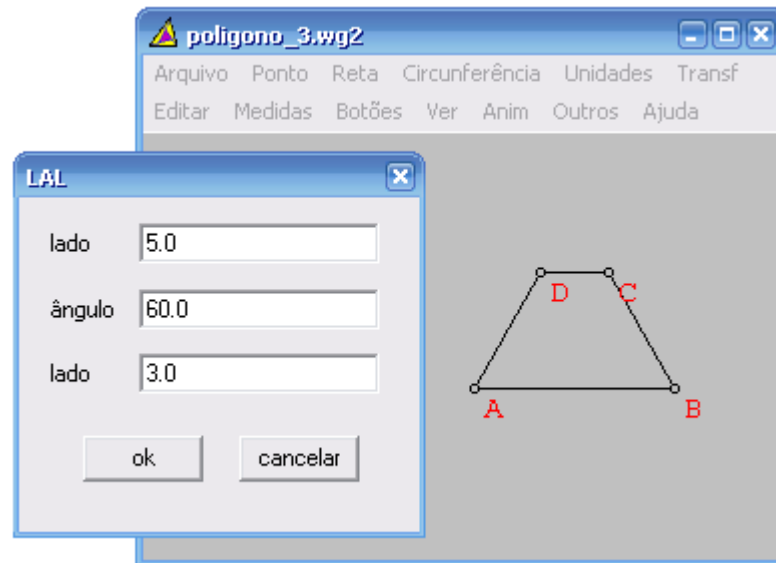 poligono_3.wg2
Arquivo Ponto Reta Circunferência Unidades Transf
Editar Medidas Botões Ver Anim Outros Ajuda
LAL
lado 5.0
ângulo 60.0
lado 3.0
ok cancelar
D C
A B